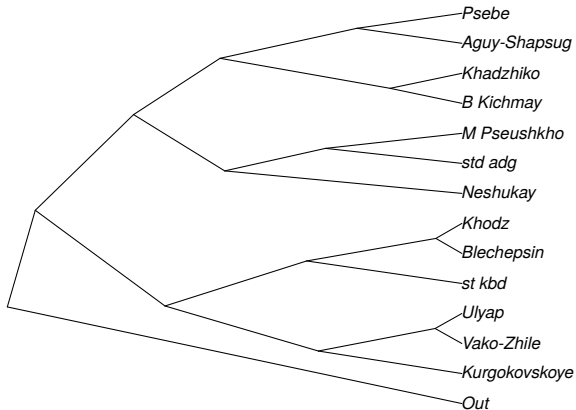 Psebe
Aguy-Shapsug
Khadzhiko
B Kichmay
M Pseushkho
std adg
Neshukay
Khodz
Blechepsin
st kbd
Ulyap
Vako-Zhile
Kurgokovskoye
Out